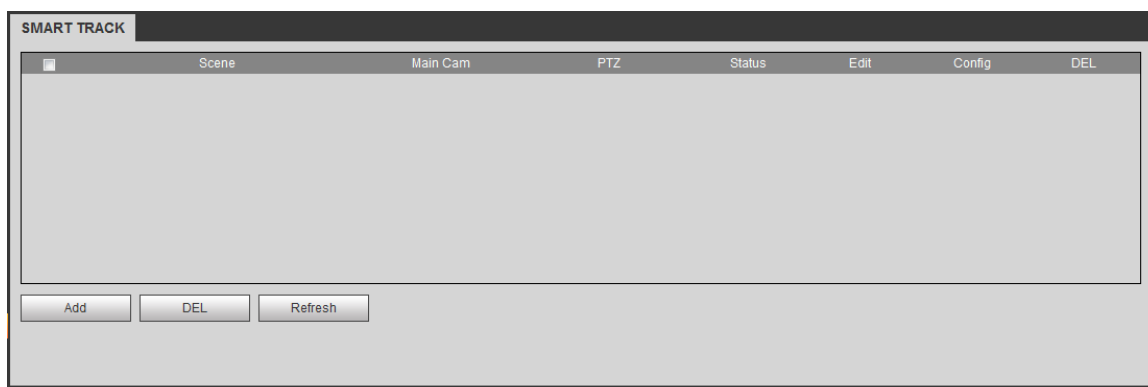 SMART TRACK
Scene Main Cam PTZ Status Edit Config DEL
Add DEL Refresh